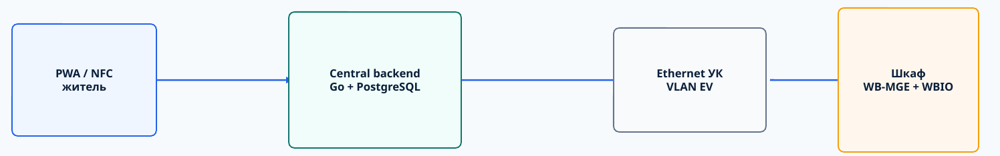 PWA / NFC
житель
Central backend
Go + PostgreSQL
Ethernet УК
VLAN EV
Шкаф
WB-MGE + WBIO